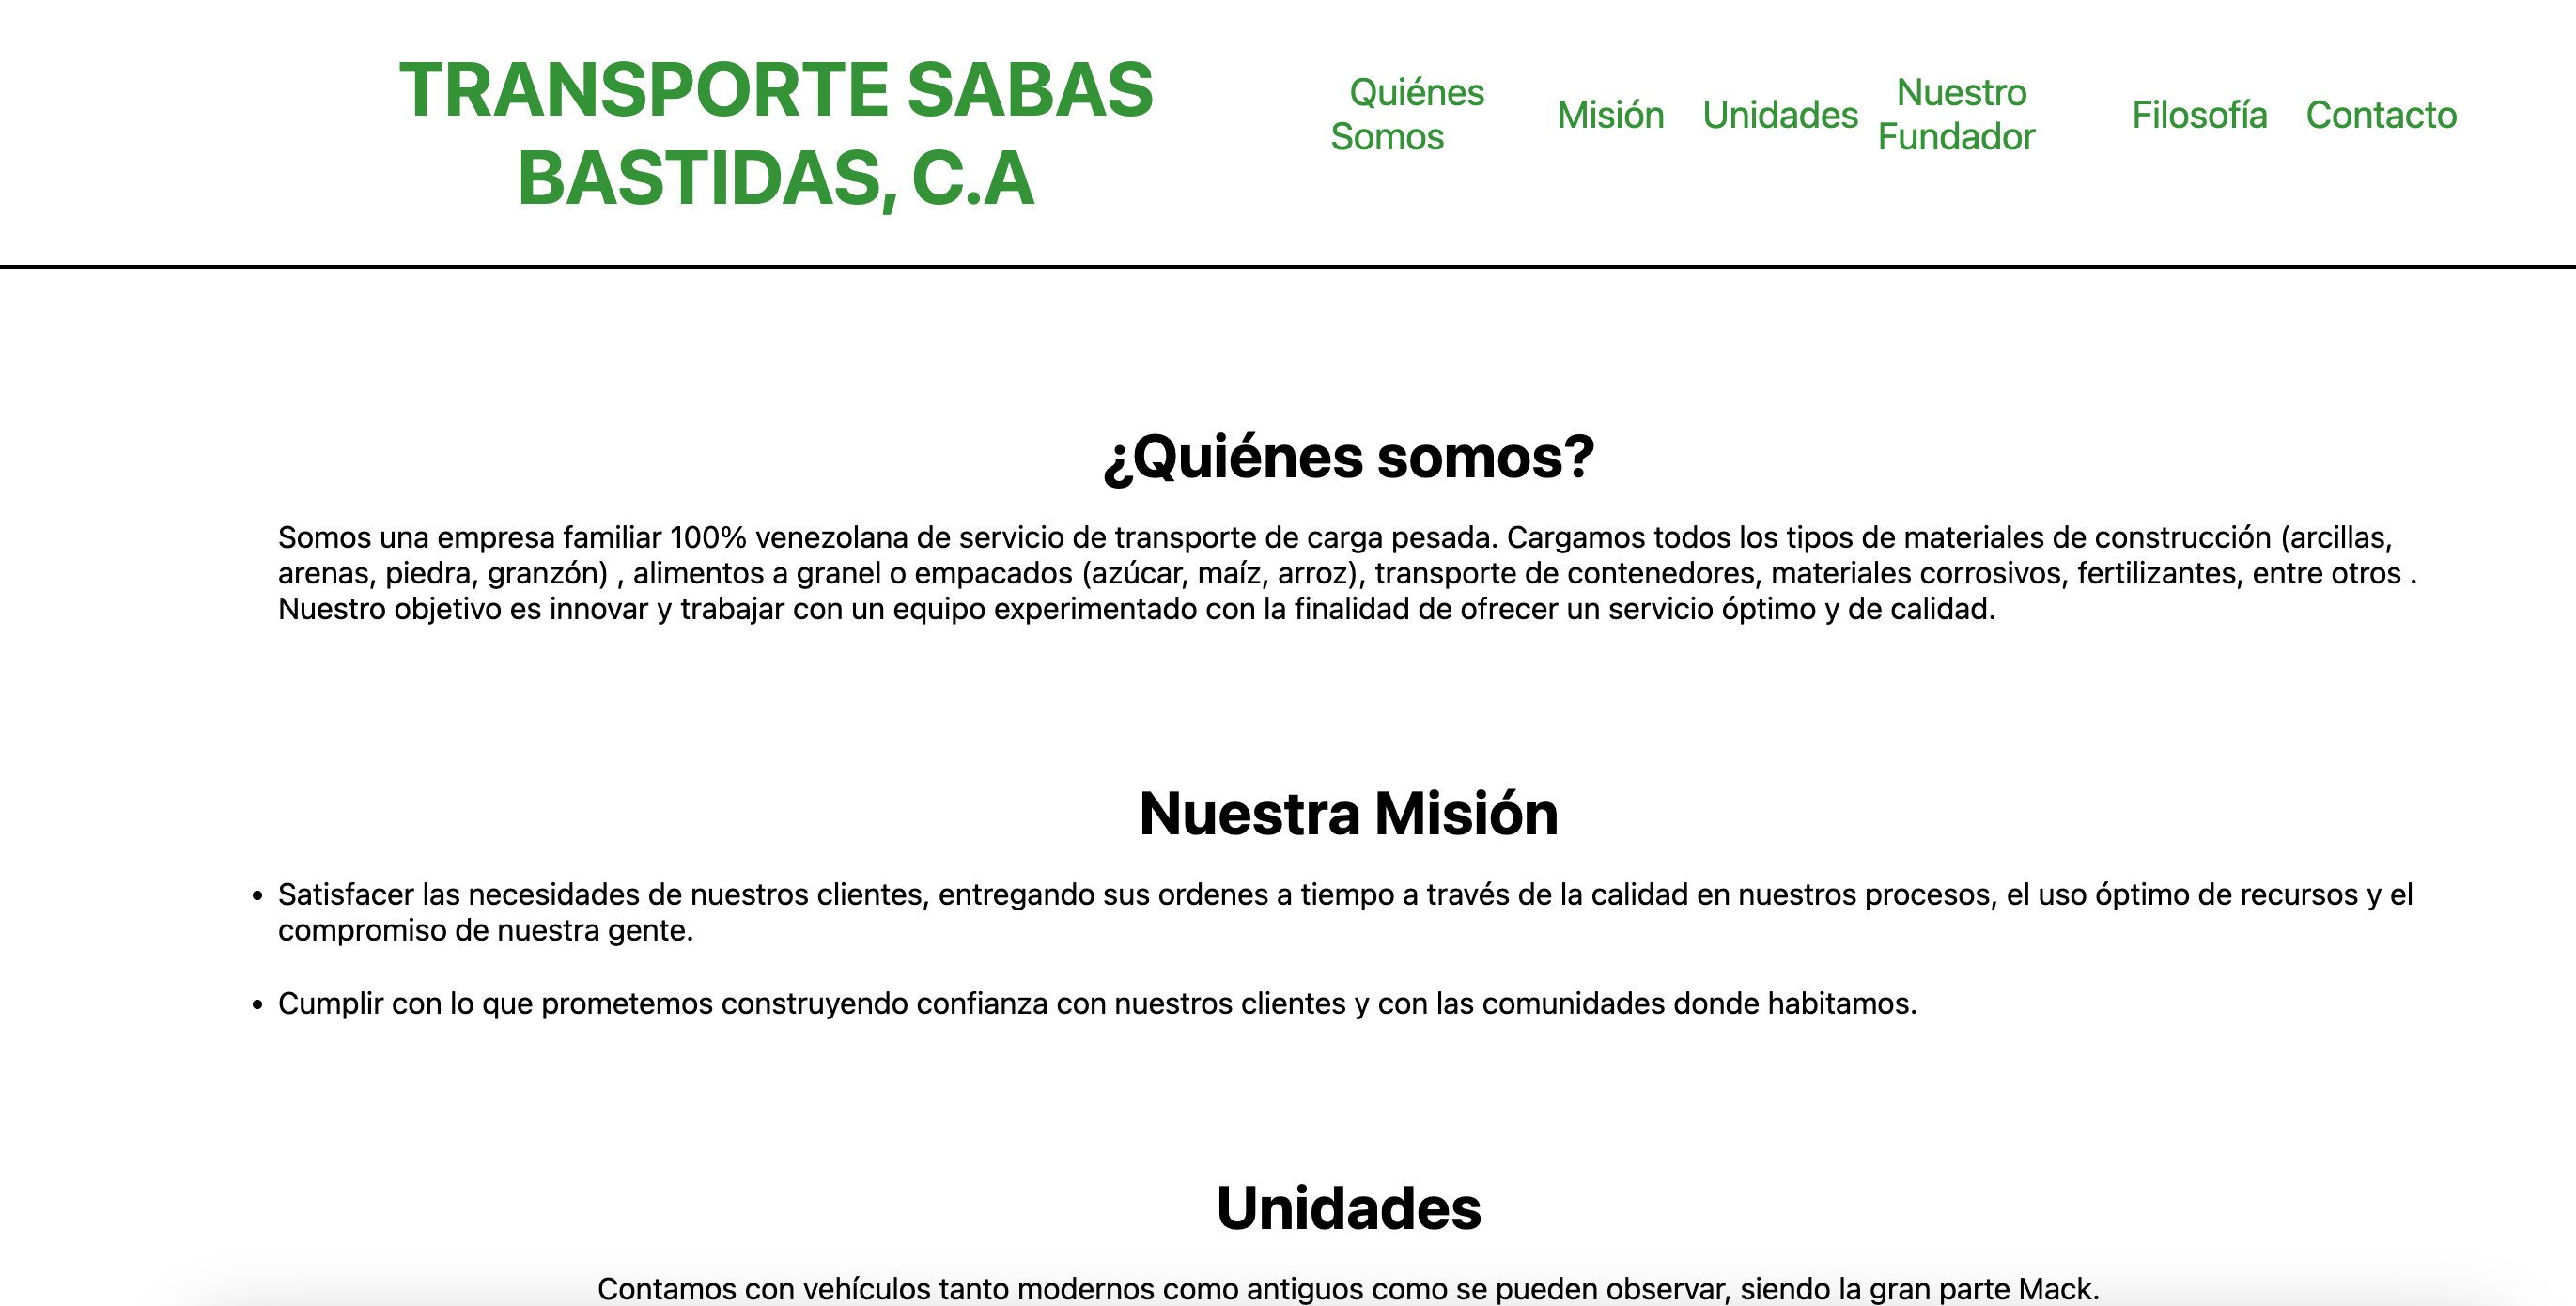 TRANSPORTE SABAS
BASTIDAS, C.A
Quiénes
Somos
Misión
Unidades
Nuestro
Fundador
Filosofía
Contacto
¿Quiénes somos?
Somos una empresa familiar 100% venezolana de servicio de transporte de carga pesada. Cargamos todos los tipos de materiales de construcción (arcillas,
arenas, piedra, granzón) , alimentos a granel o empacados (azúcar, maíz, arroz), transporte de contenedores, materiales corrosivos, fertilizantes, entre otros .
Nuestro objetivo es innovar y trabajar con un equipo experimentado con la finalidad de ofrecer un servicio óptimo y de calidad.
Nuestra Misión
• Satisfacer las necesidades de nuestros clientes, entregando sus ordenes a tiempo a través de la calidad en nuestros procesos, el uso óptimo de recursos y el
compromiso de nuestra gente.
• Cumplir con lo que prometemos construyendo confianza con nuestros clientes y con las comunidades donde habitamos.
Unidades
Contamos con vehículos tanto modernos como antiguos como se pueden observar, siendo la gran parte Mack.